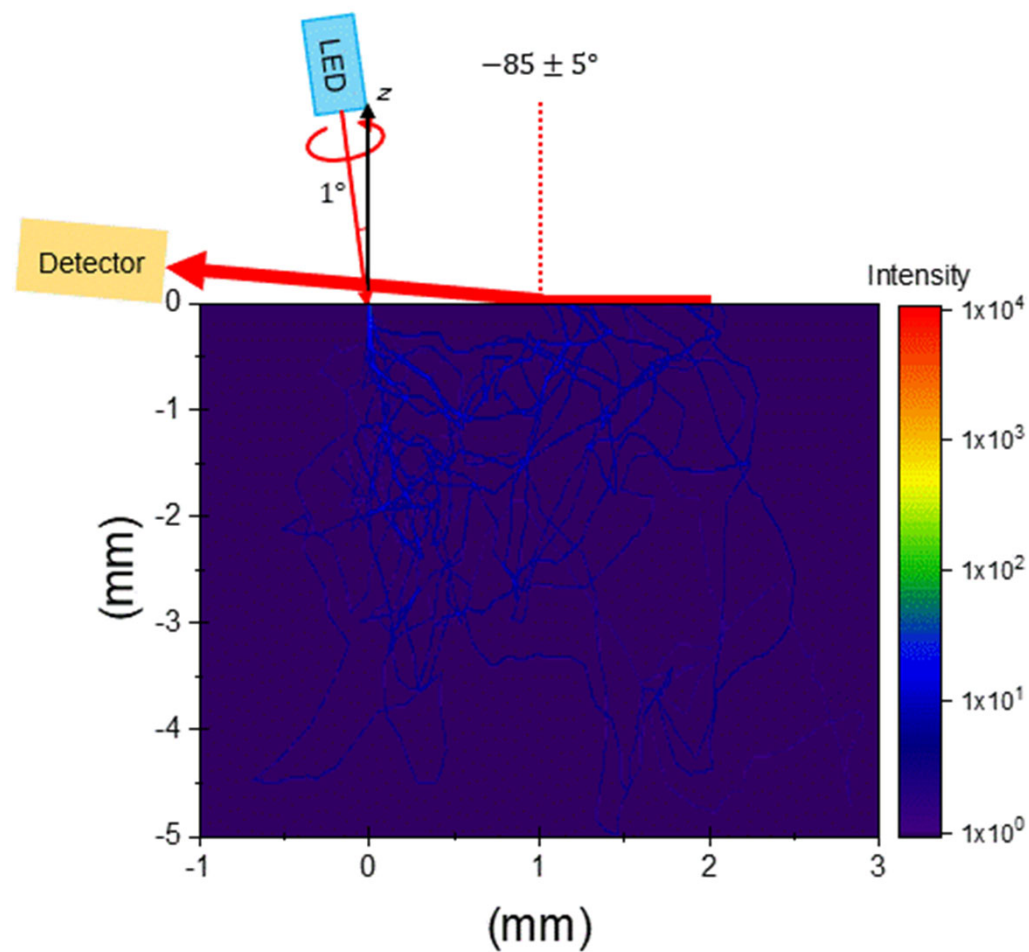 LED
−85 ± 5°
z
1°
Detector
Intensity
0
-1
-2
-3
-4
-5
(mm)
-1
0
1
2
3
(mm)
1x10⁴
1x10³
1x10²
1x10¹
1x10⁰